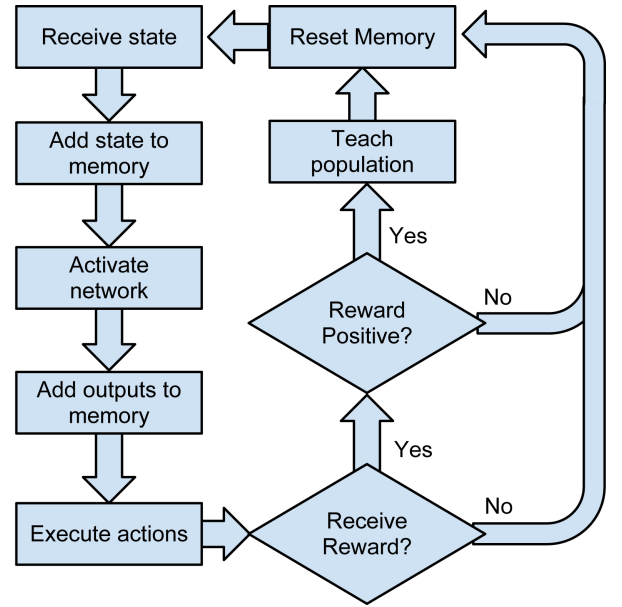 Receive state
Reset Memory
Add state to
memory
Teach
population
Yes
Activate
network
No
Reward
Positive?
Add outputs to
memory
Yes
No
Execute actions
Receive
Reward?